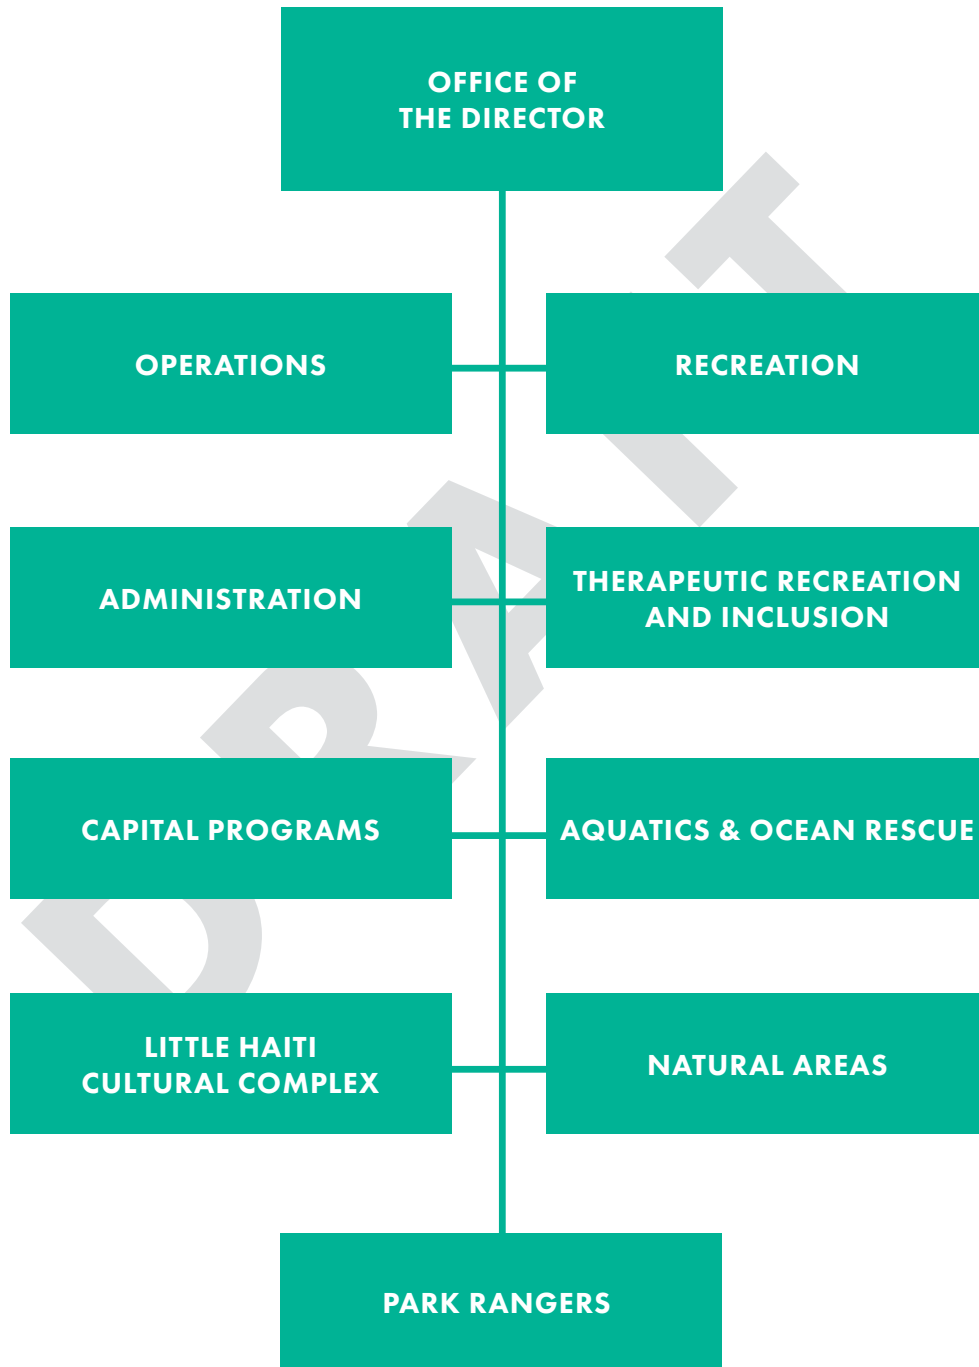 OFFICE OF
THE DIRECTOR
OPERATIONS
RECREATION
ADMINISTRATION
THERAPEUTIC RECREATION
AND INCLUSION
CAPITAL PROGRAMS
AQUATICS & OCEAN RESCUE
LITTLE HAITI
CULTURAL COMPLEX
NATURAL AREAS
PARK RANGERS
DRAFT